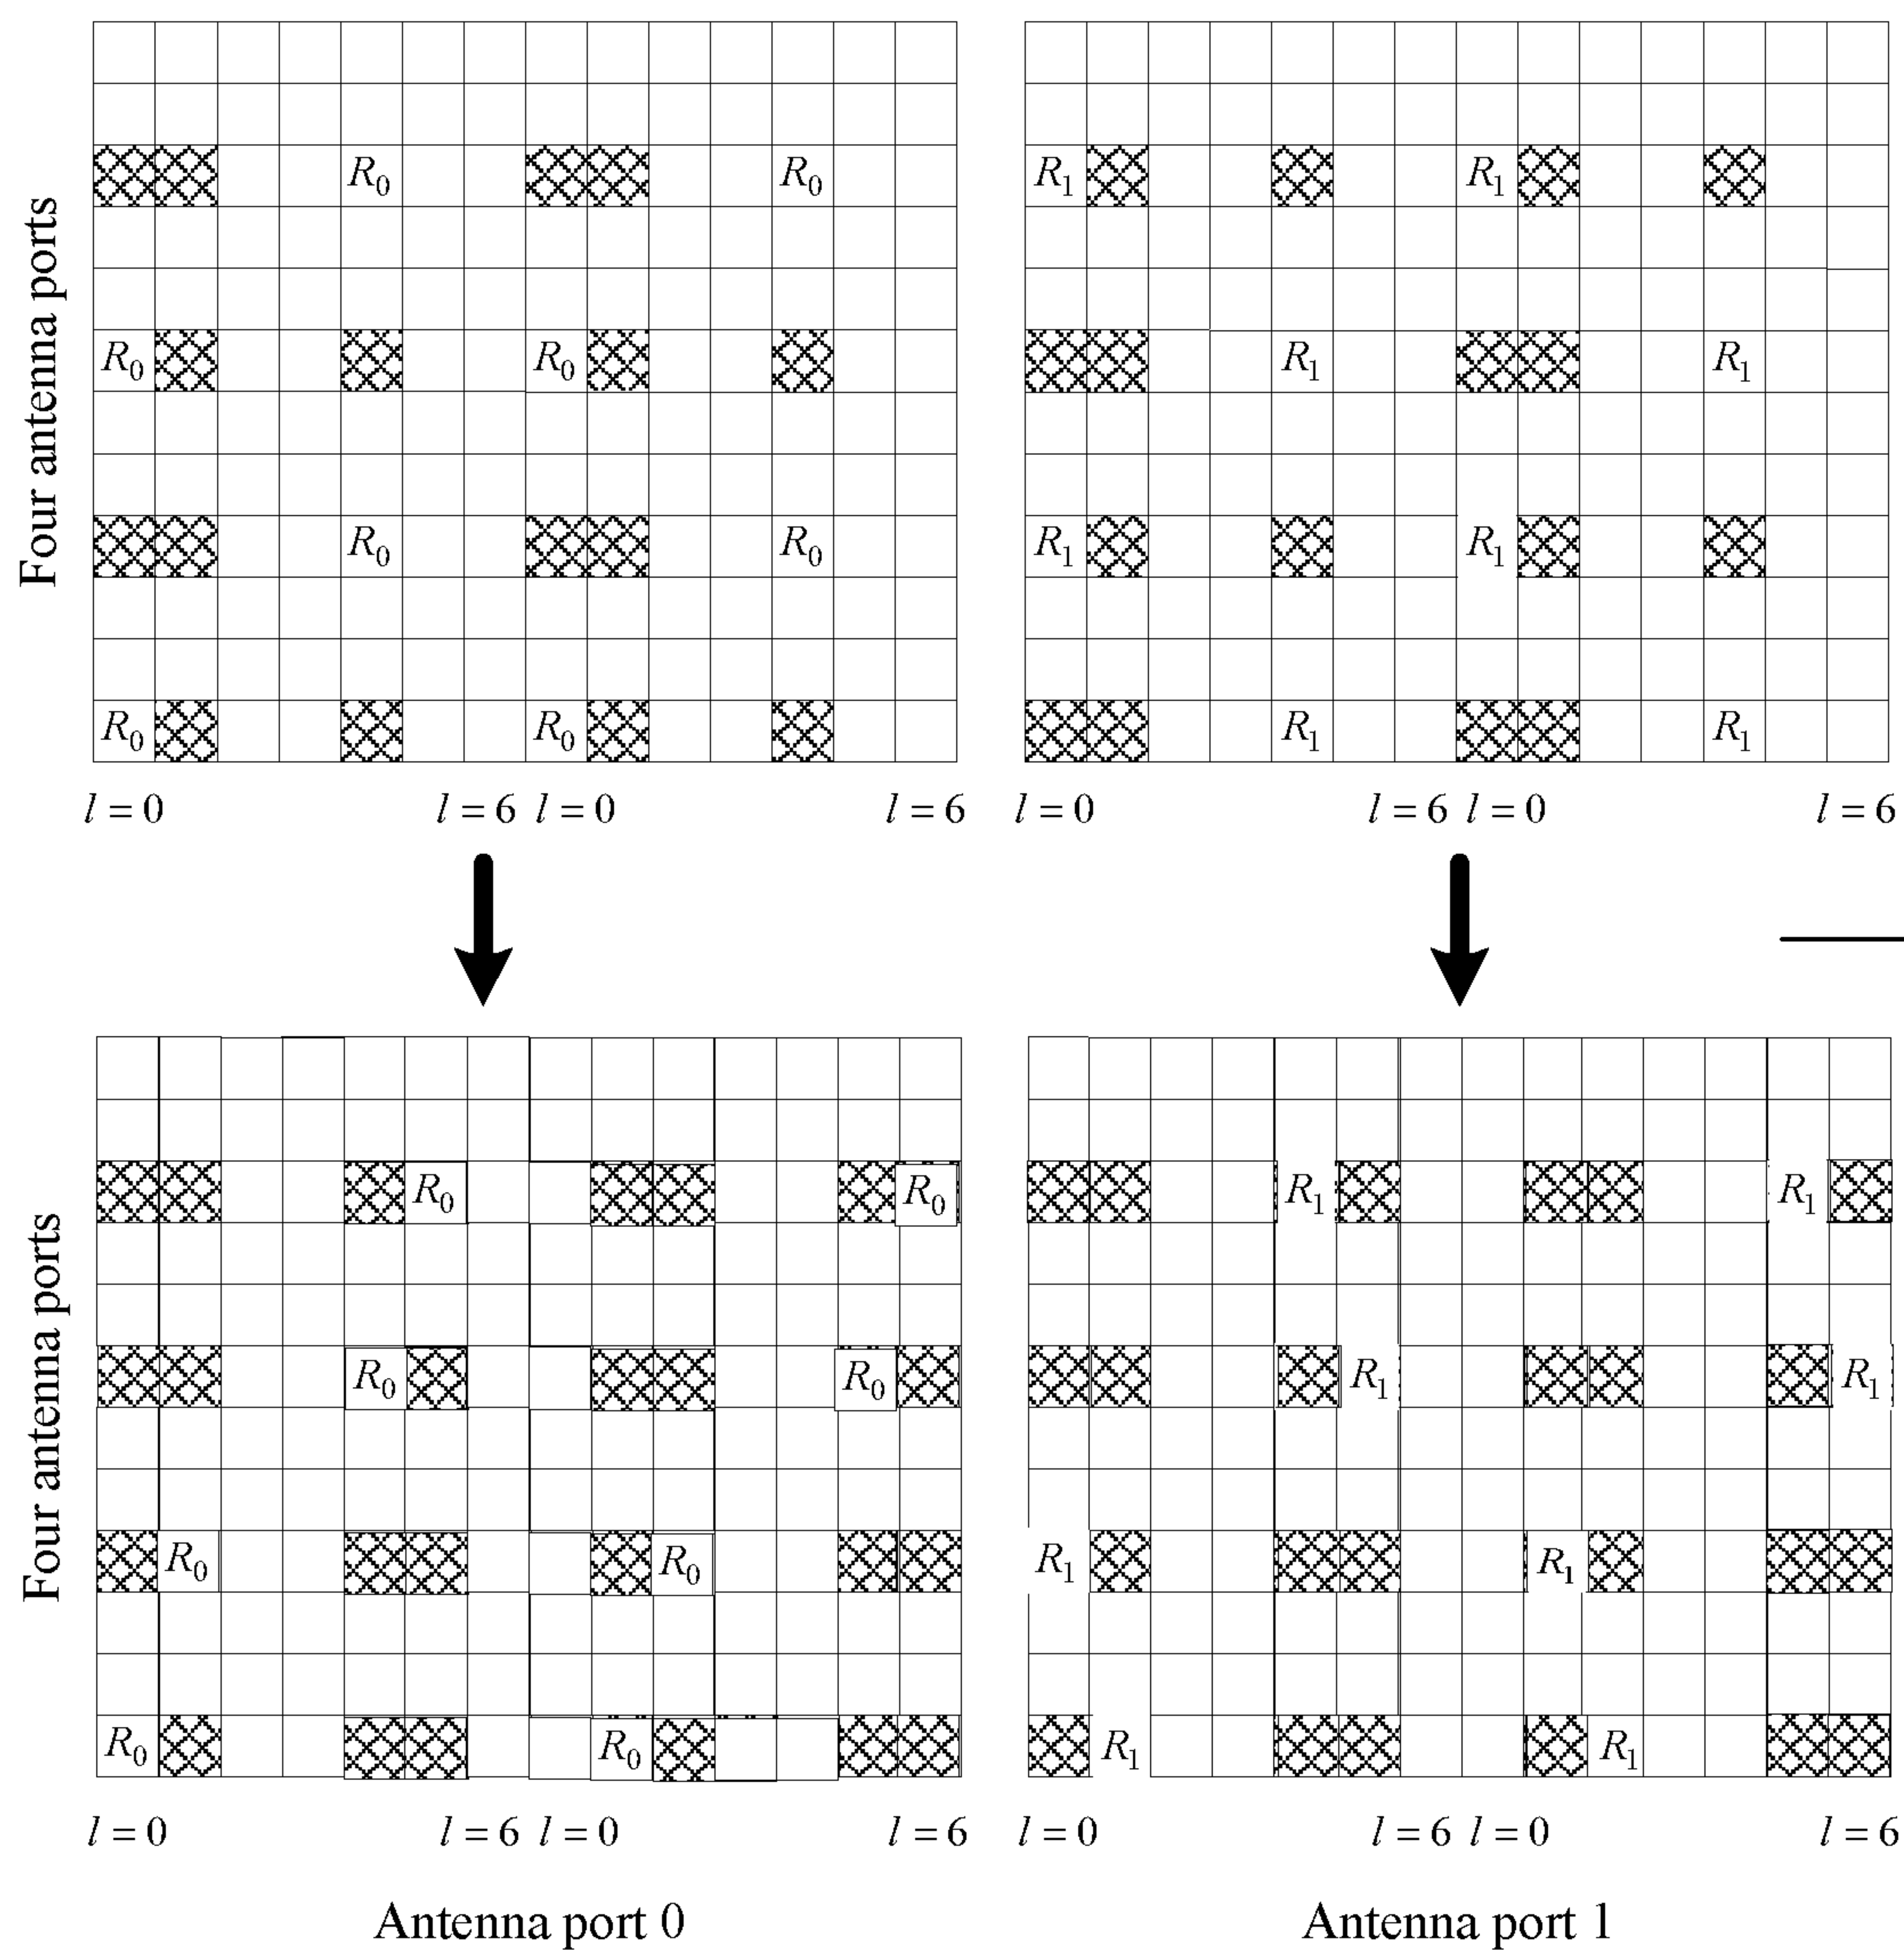 Four antenna ports
R0 R0 R1 R1
R0 R0 R1 R1
R0 R0 R1 R1
R0 R0 R1 R1
l = 0 l = 6 l = 0 l = 6 l = 0 l = 6 l = 0 l = 6
Four antenna ports
R0 R0 R1 R1
R0 R0 R1 R1
R0 R0 R1 R1
R0 R0 R1 R1
l = 0 l = 6 l = 0 l = 6 l = 0 l = 6 l = 0 l = 6
Antenna port 0 Antenna port 1